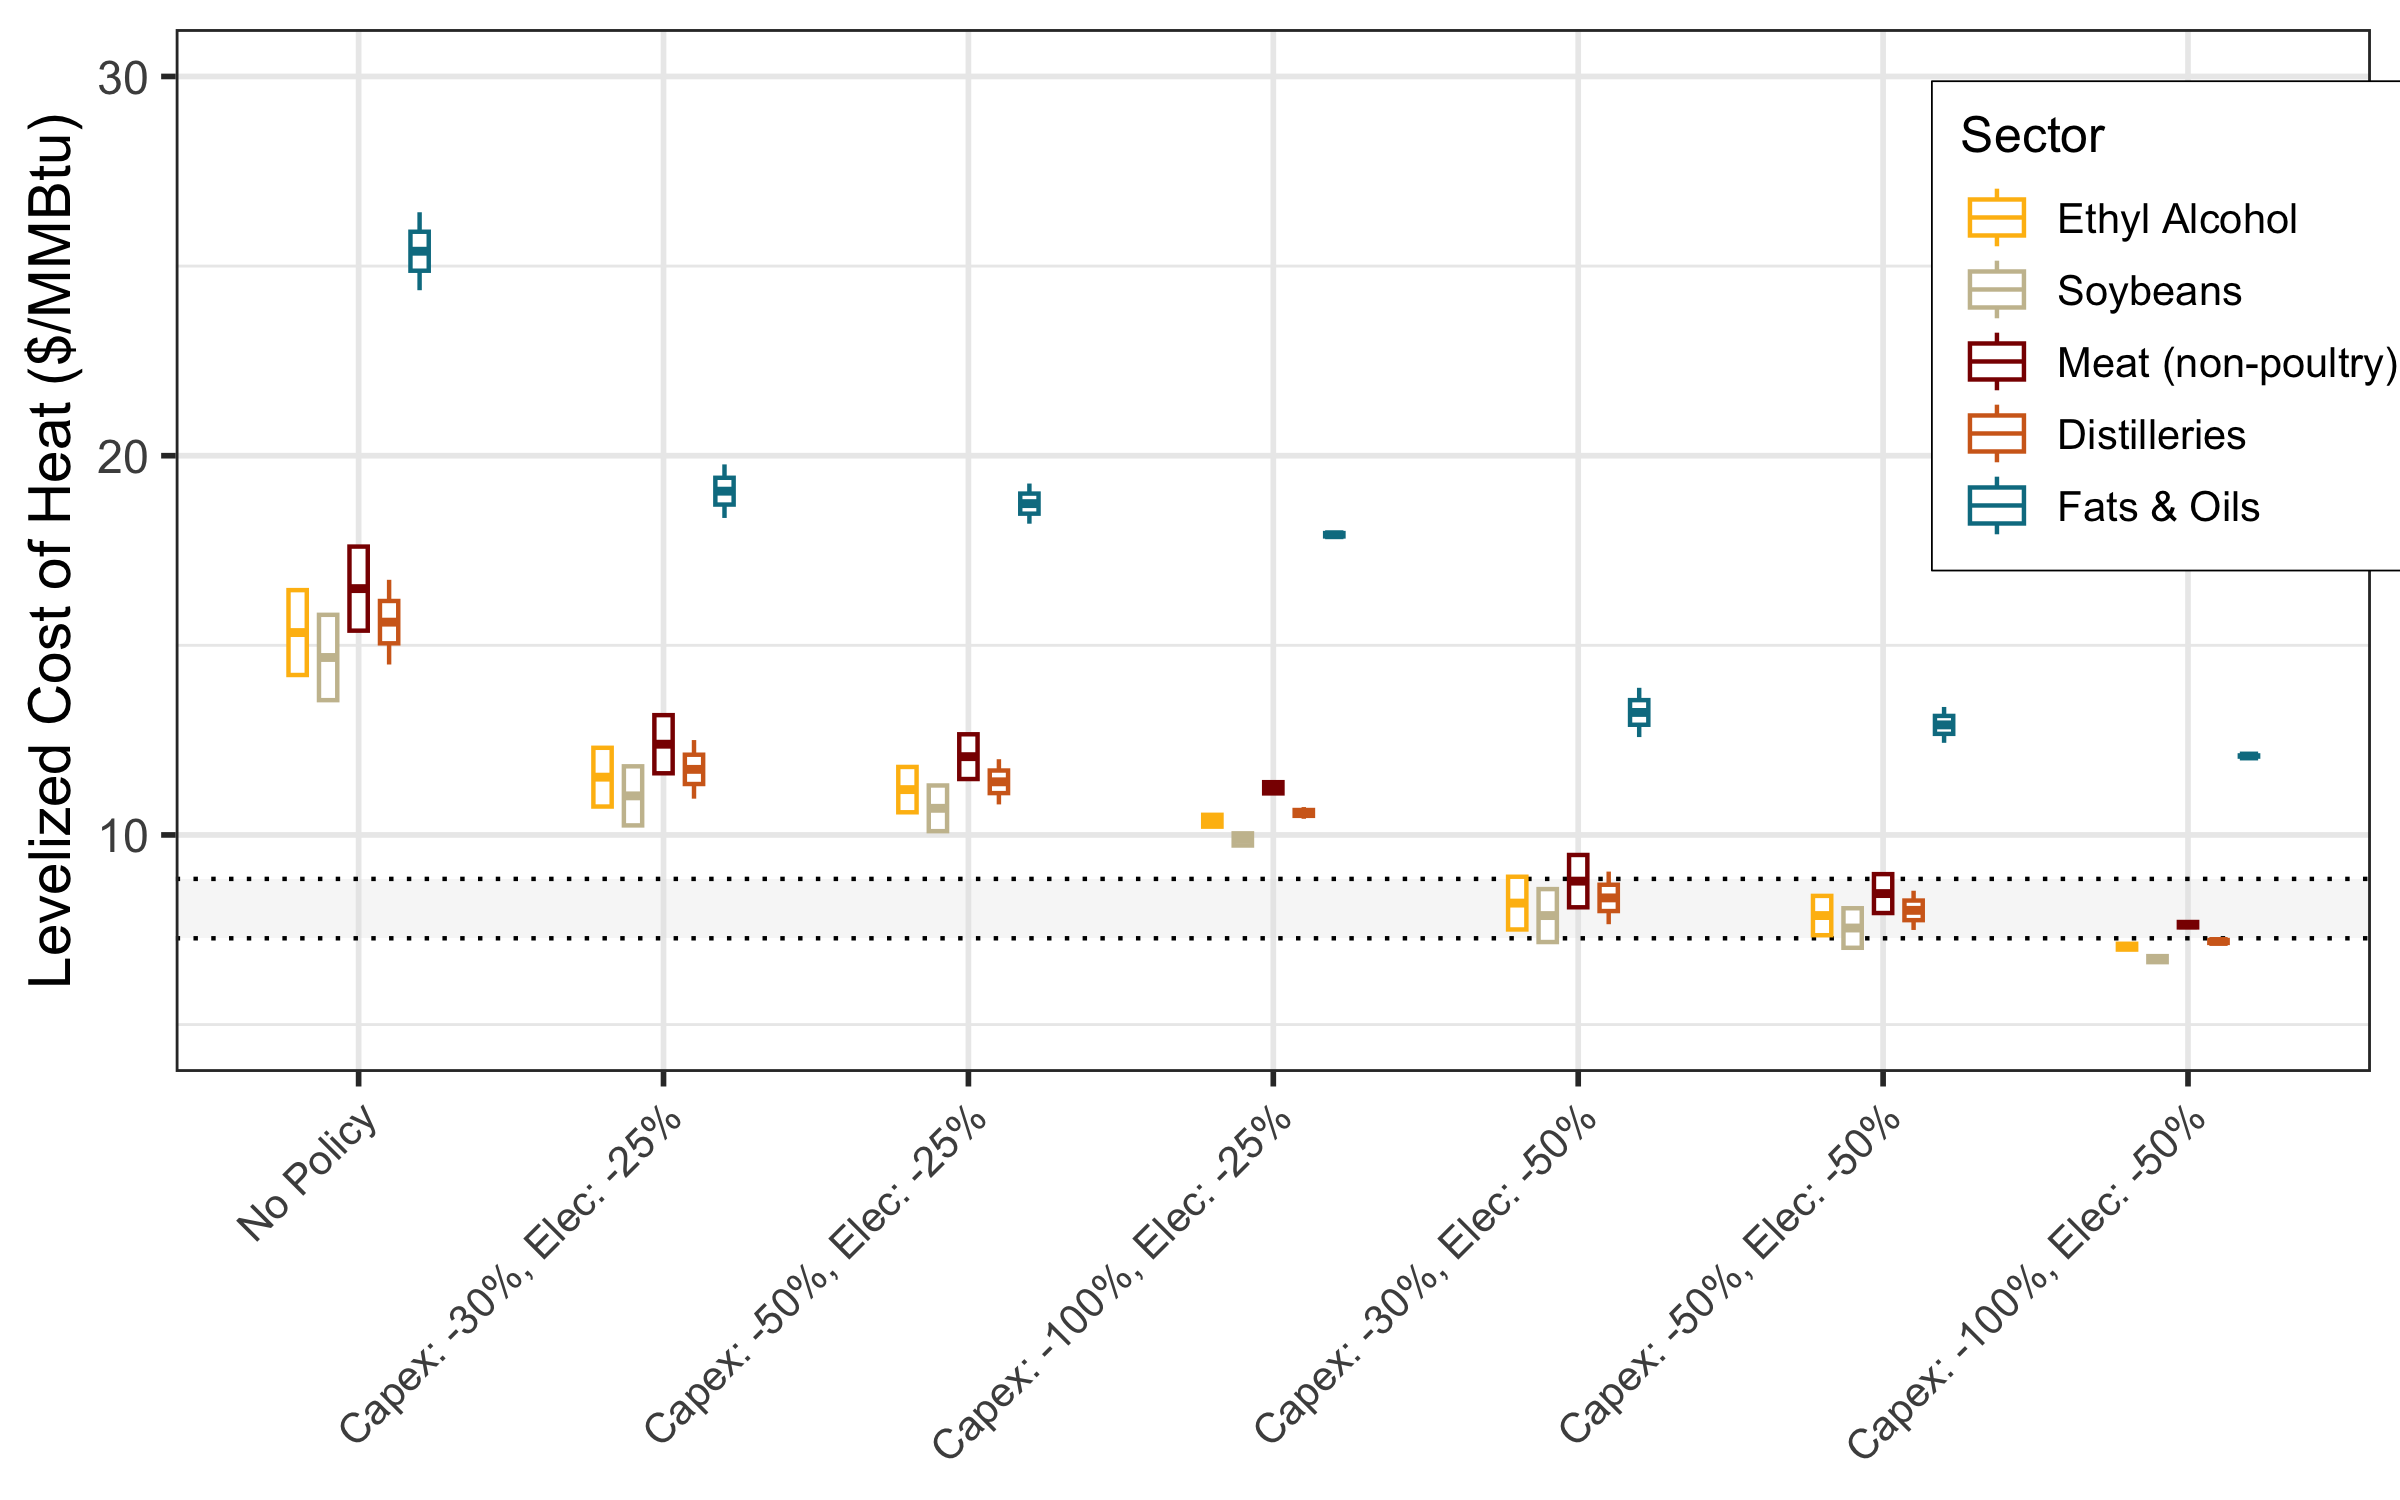 Levelized Cost of Heat ($/MMBtu)
30
20
10
Sector
Ethyl Alcohol
Soybeans
Meat (non-poultry)
Distilleries
Fats & Oils
No Policy
Capex: -30%, Elec: -25%
Capex: -50%, Elec: -25%
Capex: -100%, Elec: -25%
Capex: -30%, Elec: -50%
Capex: -50%, Elec: -50%
Capex: -100%, Elec: -50%